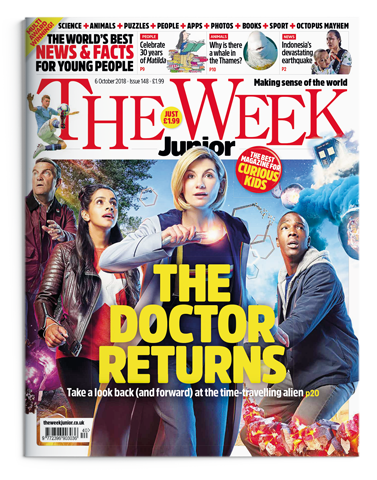 SCIENCE + ANIMALS + PUZZLES + PEOPLE + APPS + PHOTOS + BOOKS + SPORT + OCTOPUS MAYHEM
THE WORLD'S BEST
NEWS & FACTS
FOR YOUNG PEOPLE
PEOPLE
Celebrate
30 years
of Matilda
P9
ANIMALS
Why is there
a whale in
the Thames?
P10
NEWS
Indonesia's
devastating
earthquake
P2
6 October 2018 · Issue 148 · £1.99
Making sense of the world
THE WEEK
Junior
JUST
£1.99
THE BEST
MAGAZINE FOR
CURIOUS
KIDS
THE
DOCTOR
RETURNS
Take a look back (and forward) at the time-travelling alien p20
theweekjunior.co.uk